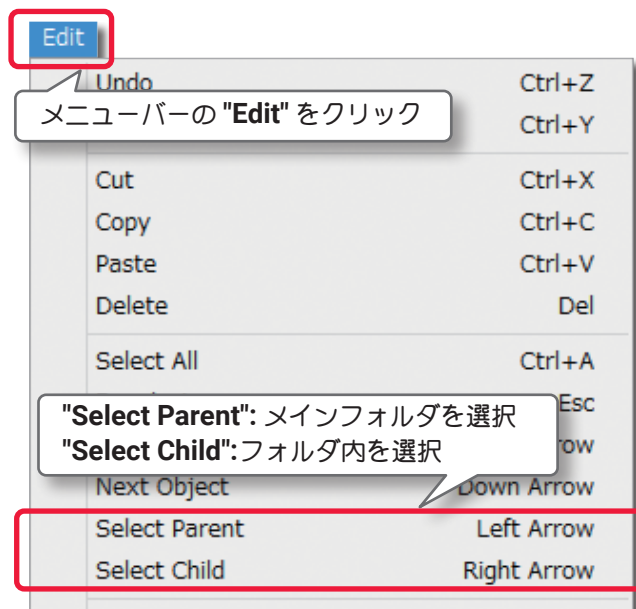 Edit
Undo Ctrl+Z
メニューバーの "Edit" をクリック
Ctrl+Y
Cut Ctrl+X
Copy Ctrl+C
Paste Ctrl+V
Delete Del
Select All Ctrl+A
"Select Parent": メインフォルダを選択
Esc
"Select Child":フォルダ内を選択
Next Object Down Arrow
Select Parent Left Arrow
Select Child Right Arrow